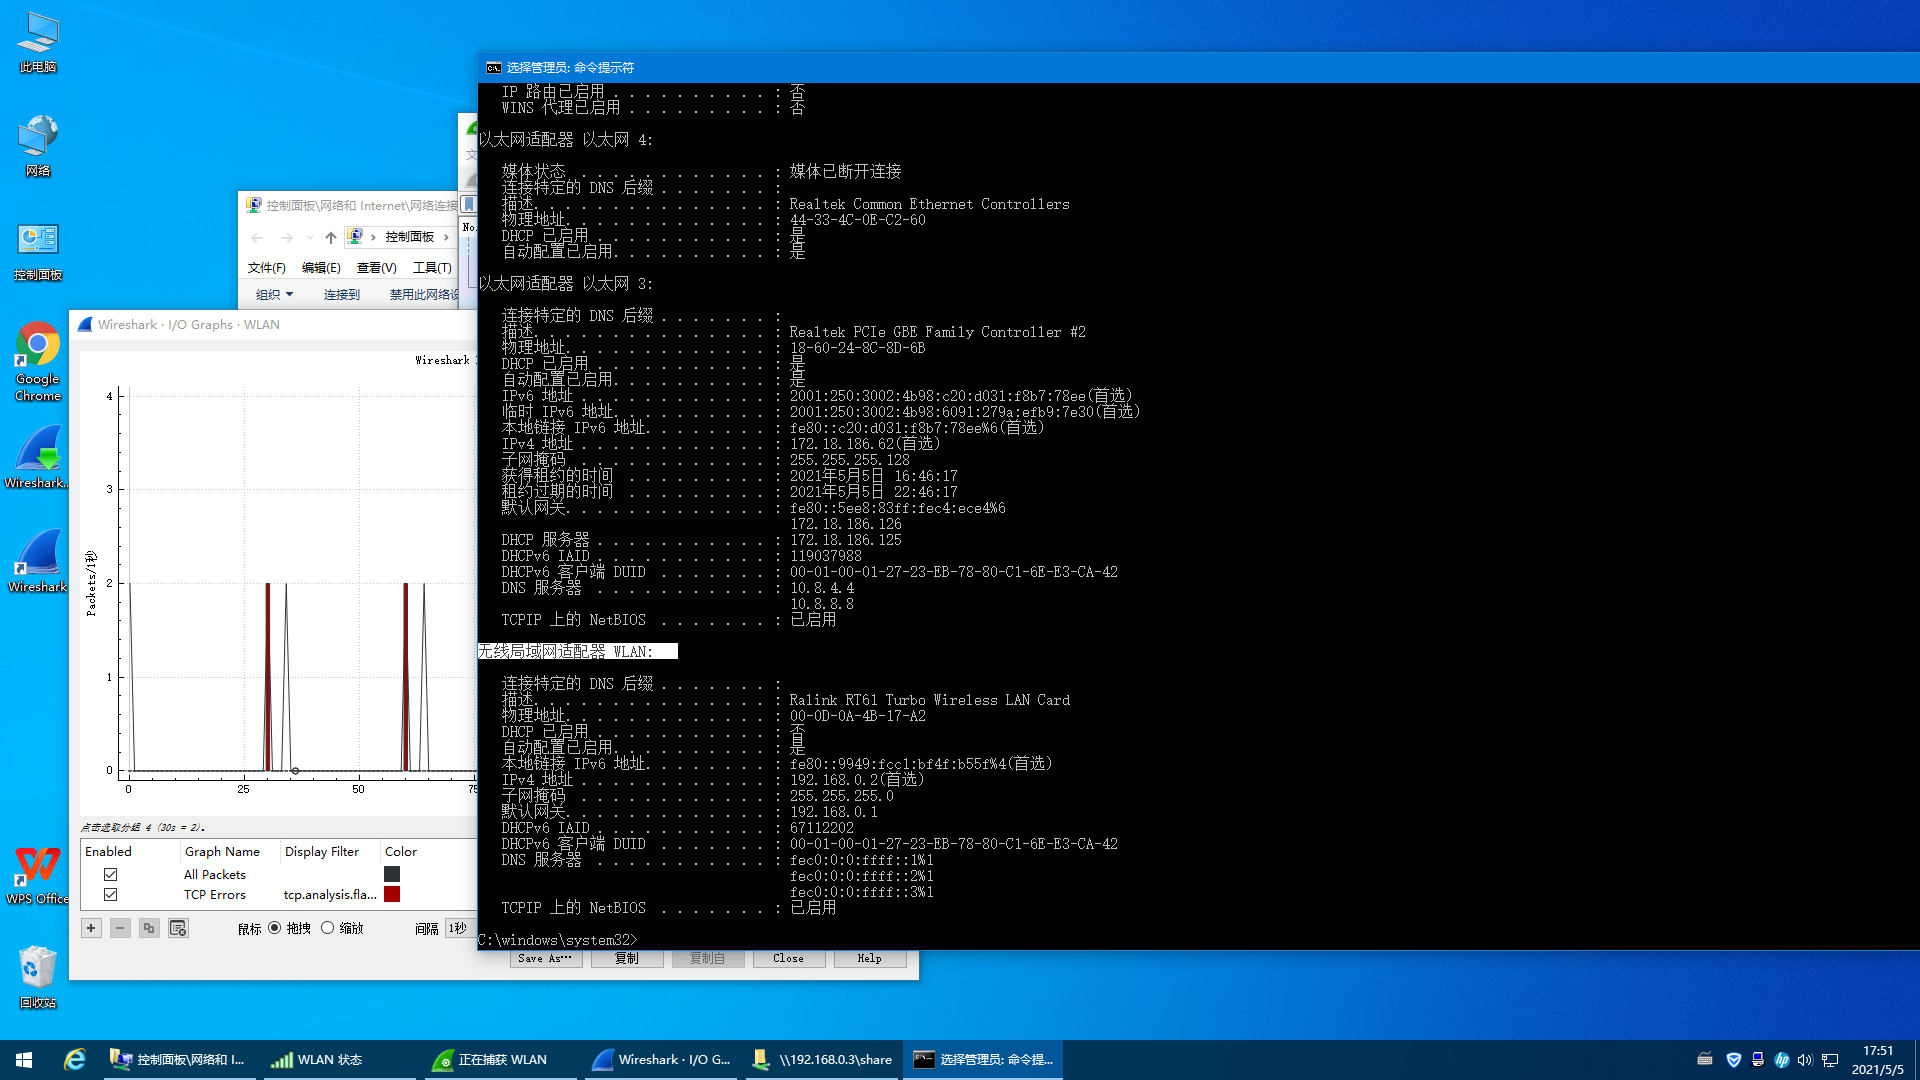 此电脑
网络
控制面板
Google
Chrome
Wireshark..
Wireshark
WPS Office
回收站
控制面板\网络和 Internet\网络连接
控制面板
文件(F) 编辑(E) 查看(V) 工具(T)
组织 连接到 禁用此网络设
No.
Wireshark · I/O Graphs · WLAN
Wireshark
Packets/1秒
4
3
2
1
0
0 25 50 75
点击选取分组 4 (30s = 2)。
Enabled Graph Name Display Filter Color
All Packets
TCP Errors tcp.analysis.fla...
鼠标 拖拽 缩放 间隔 1秒
Save As… 复制 复制自 Close Help
选择管理员: 命令提示符
IP 路由已启用 . . . . . . . . . . : 否
WINS 代理已启用 . . . . . . . . . : 否
以太网适配器 以太网 4:
媒体状态 . . . . . . . . . . . . : 媒体已断开连接
连接特定的 DNS 后缀 . . . . . . . :
描述. . . . . . . . . . . . . . . : Realtek Common Ethernet Controllers
物理地址. . . . . . . . . . . . . : 44-33-4C-0E-C2-60
DHCP 已启用 . . . . . . . . . . . : 是
自动配置已启用. . . . . . . . . . : 是
以太网适配器 以太网 3:
连接特定的 DNS 后缀 . . . . . . . :
描述. . . . . . . . . . . . . . . : Realtek PCIe GBE Family Controller #2
物理地址. . . . . . . . . . . . . : 18-60-24-8C-8D-6B
DHCP 已启用 . . . . . . . . . . . : 是
自动配置已启用. . . . . . . . . . : 是
IPv6 地址 . . . . . . . . . . . . : 2001:250:3002:4b98:c20:d031:f8b7:78ee(首选)
临时 IPv6 地址. . . . . . . . . . : 2001:250:3002:4b98:6091:279a:efb9:7e30(首选)
本地链接 IPv6 地址. . . . . . . . : fe80::c20:d031:f8b7:78ee%6(首选)
IPv4 地址 . . . . . . . . . . . . : 172.18.186.62(首选)
子网掩码 . . . . . . . . . . . . : 255.255.255.128
获得租约的时间 . . . . . . . . . : 2021年5月5日 16:46:17
租约过期的时间 . . . . . . . . . : 2021年5月5日 22:46:17
默认网关. . . . . . . . . . . . . : fe80::5ee8:83ff:fec4:ece4%6
172.18.186.126
DHCP 服务器 . . . . . . . . . . . : 172.18.186.125
DHCPv6 IAID . . . . . . . . . . . : 119037988
DHCPv6 客户端 DUID . . . . . . . : 00-01-00-01-27-23-EB-78-80-C1-6E-E3-CA-42
DNS 服务器 . . . . . . . . . . . : 10.8.4.4
10.8.8.8
TCPIP 上的 NetBIOS . . . . . . . : 已启用
无线局域网适配器 WLAN:
连接特定的 DNS 后缀 . . . . . . . :
描述. . . . . . . . . . . . . . . : Ralink RT61 Turbo Wireless LAN Card
物理地址. . . . . . . . . . . . . : 00-0D-0A-4B-17-A2
DHCP 已启用 . . . . . . . . . . . : 否
自动配置已启用. . . . . . . . . . : 是
本地链接 IPv6 地址. . . . . . . . : fe80::9949:fcc1:bf4f:b55f%4(首选)
IPv4 地址 . . . . . . . . . . . . : 192.168.0.2(首选)
子网掩码 . . . . . . . . . . . . : 255.255.255.0
默认网关. . . . . . . . . . . . . : 192.168.0.1
DHCPv6 IAID . . . . . . . . . . . : 67112202
DHCPv6 客户端 DUID . . . . . . . : 00-01-00-01-27-23-EB-78-80-C1-6E-E3-CA-42
DNS 服务器 . . . . . . . . . . . : fec0:0:0:ffff::1%1
fec0:0:0:ffff::2%1
fec0:0:0:ffff::3%1
TCPIP 上的 NetBIOS . . . . . . . : 已启用
C:\windows\system32>
控制面板\网络和 I... WLAN 状态 正在捕获 WLAN Wireshark · I/O G... \\192.168.0.3\share 选择管理员: 命令提... 17:51
2021/5/5